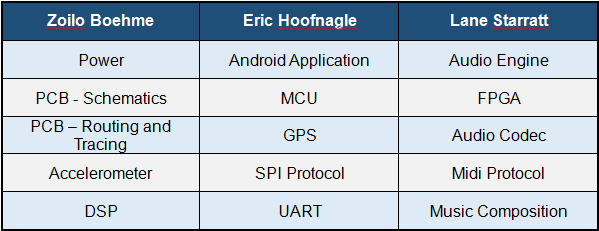 Zoilo Boehme Eric Hoofnagle Lane Starratt
Power Android Application Audio Engine
PCB - Schematics MCU FPGA
PCB – Routing and
Tracing GPS Audio Codec
Accelerometer SPI Protocol Midi Protocol
DSP UART Music Composition